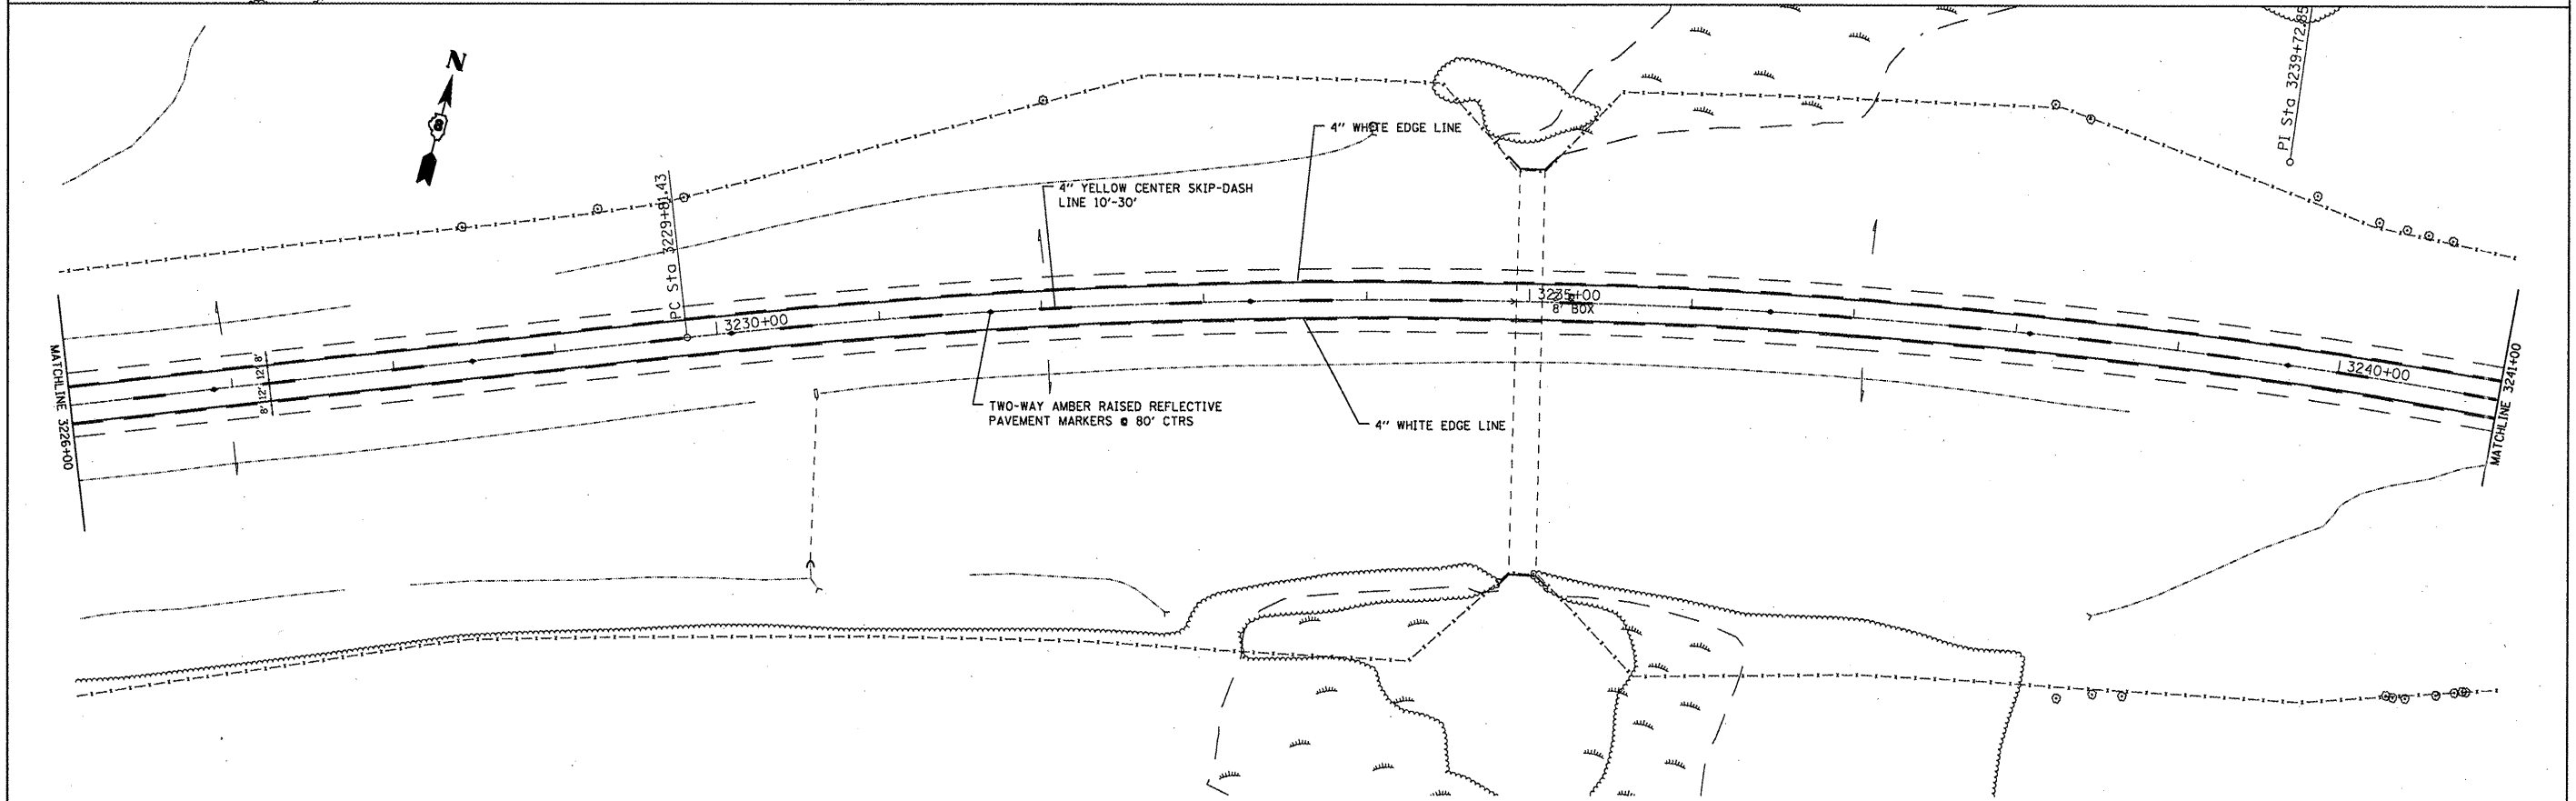 N
PI Sta 3239+72.85
4" WHITE EDGE LINE
PC Sta 3229+81.43
4" YELLOW CENTER SKIP-DASH
LINE 10'-30'
3230+00
3235+00
8' BOX
MATCHLINE 3226+00
8' 12' 12' 8'
3240+00
MATCHLINE 3241+00
TWO-WAY AMBER RAISED REFLECTIVE
PAVEMENT MARKERS @ 80' CTRS
4" WHITE EDGE LINE